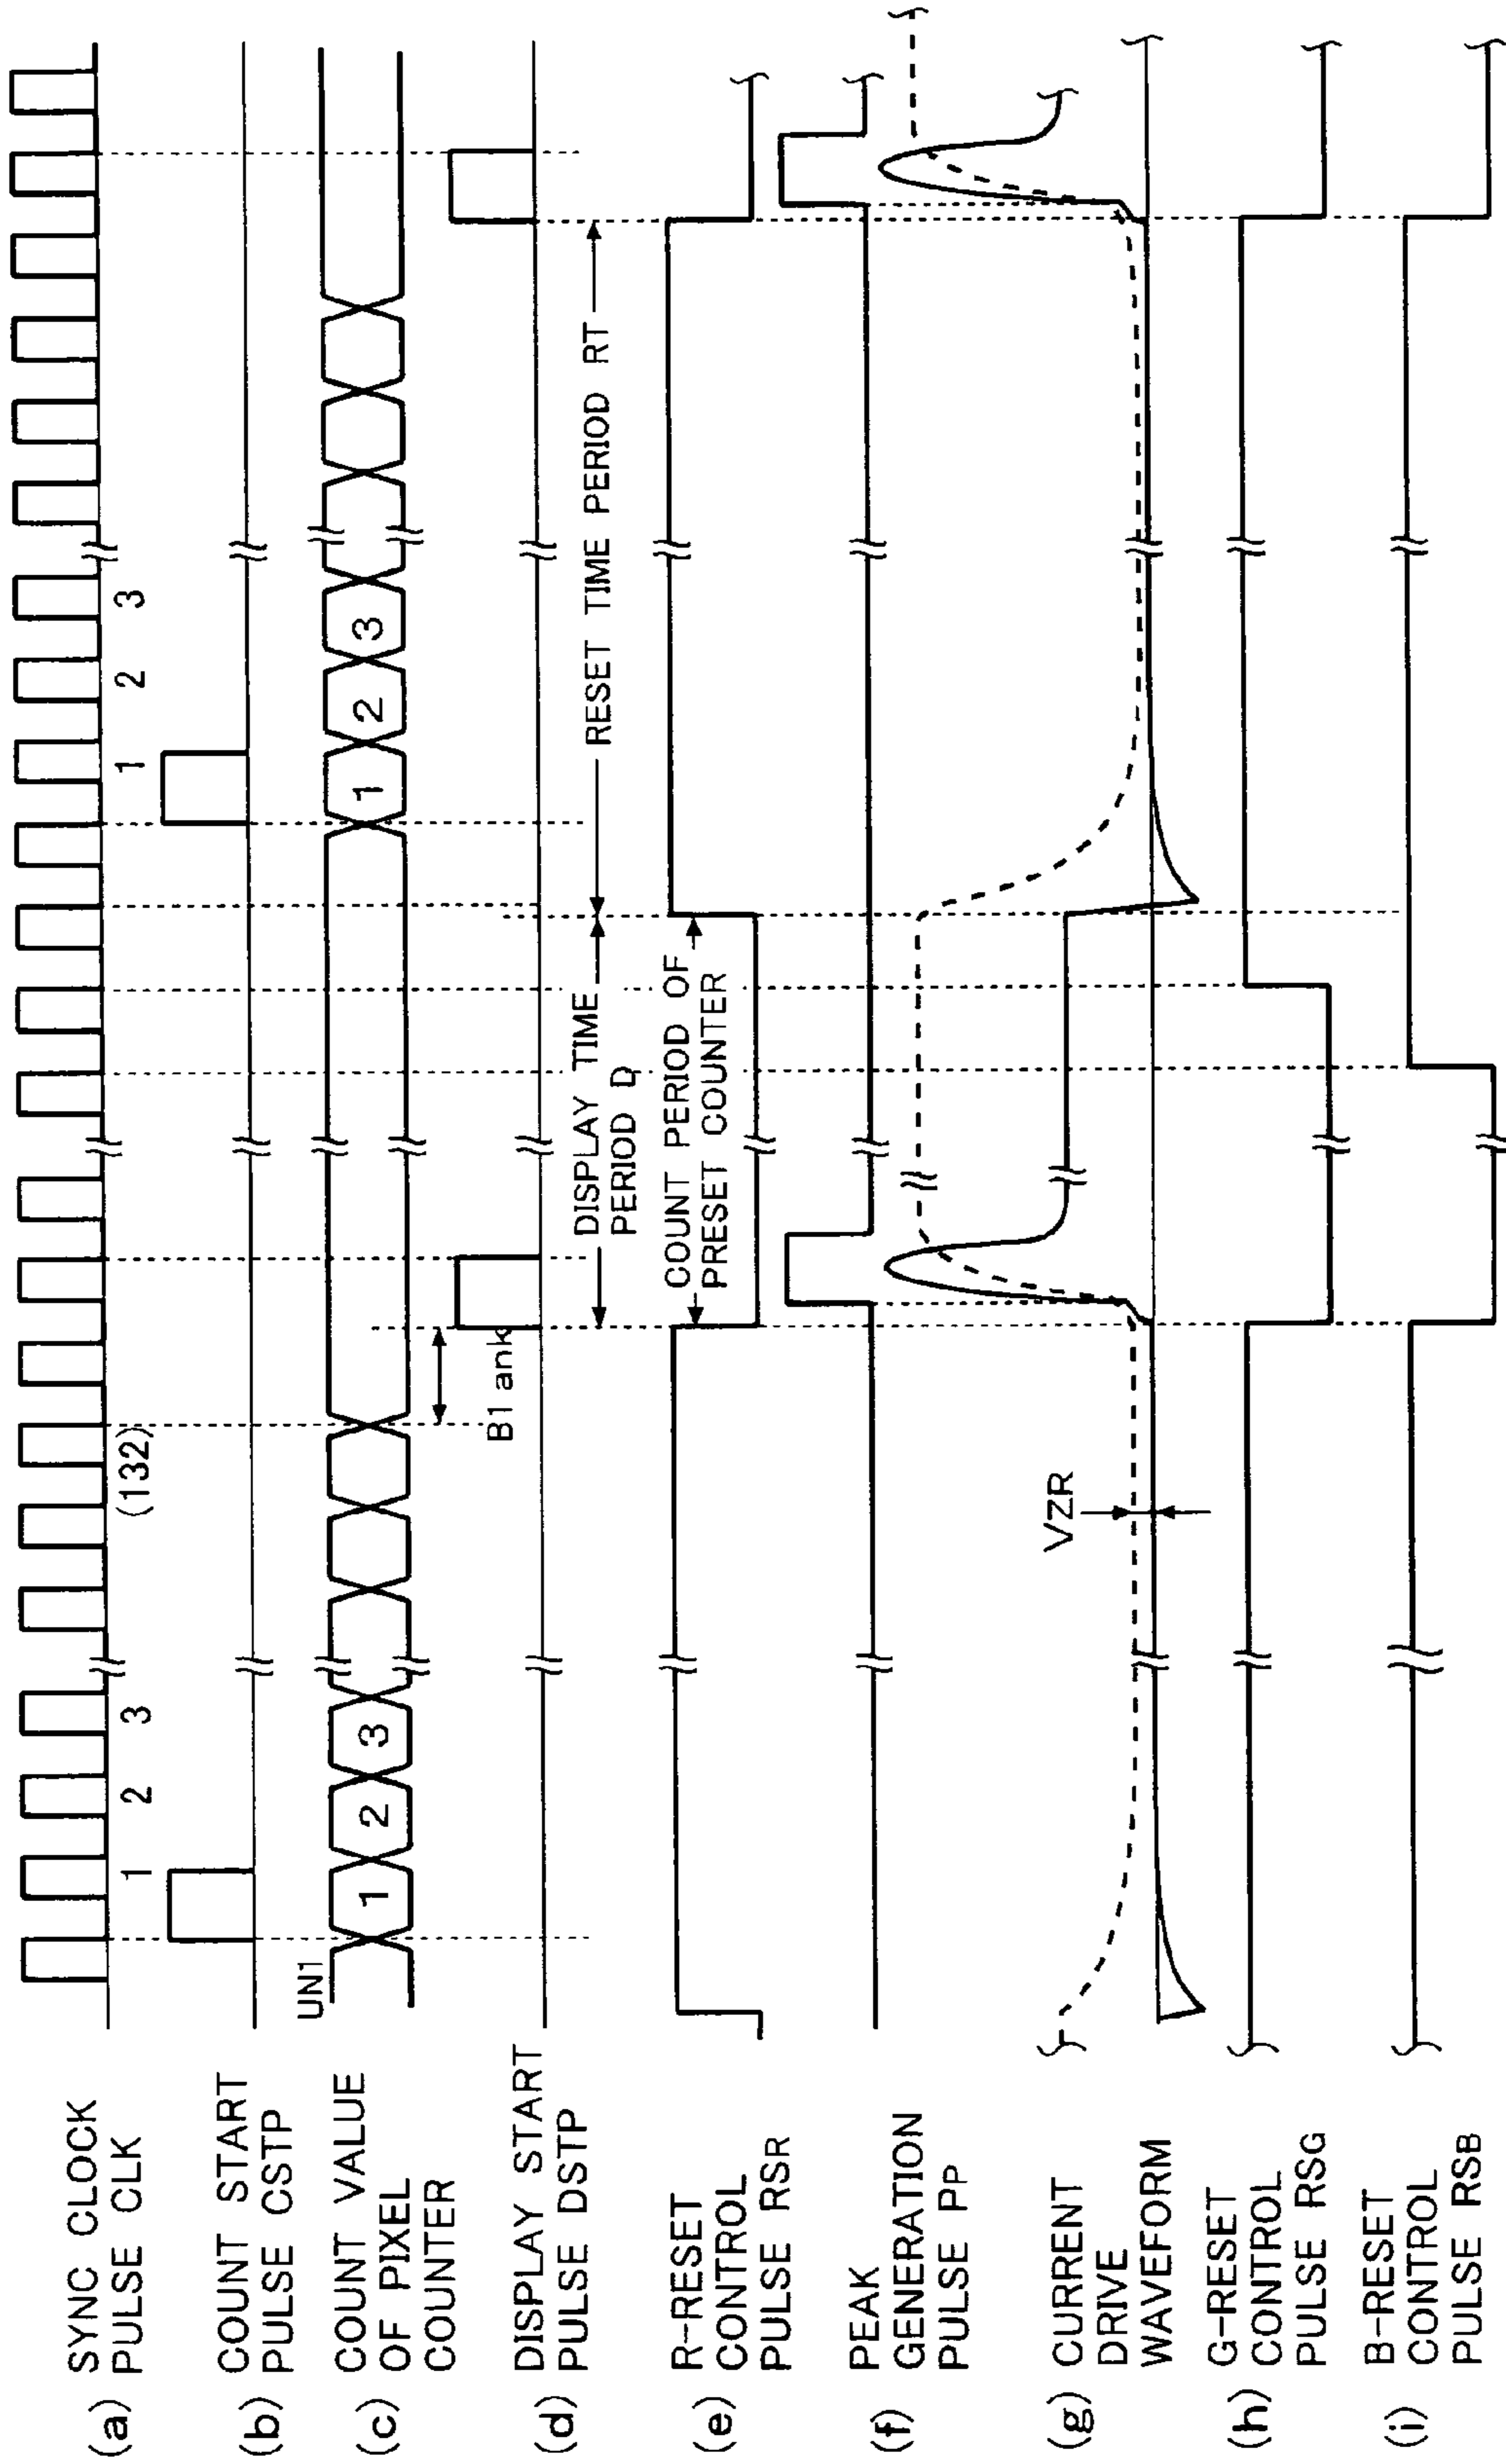 (a) SYNC CLOCK
PULSE CLK
1 2 3 (132) 1 2 3
(b) COUNT START
PULSE CSTP
(c) COUNT VALUE
OF PIXEL
COUNTER
UN1
1 2 3 1 2 3
Blank
(d) DISPLAY START
PULSE DSTP
DISPLAY TIME
PERIOD D
RESET TIME PERIOD RT
(e) R-RESET
CONTROL
PULSE RSR
COUNT PERIOD OF
PRESET COUNTER
(f) PEAK
GENERATION
PULSE PP
(g) CURRENT
DRIVE
WAVEFORM
VZR
(h) G-RESET
CONTROL
PULSE RSG
(i) B-RESET
CONTROL
PULSE RSB